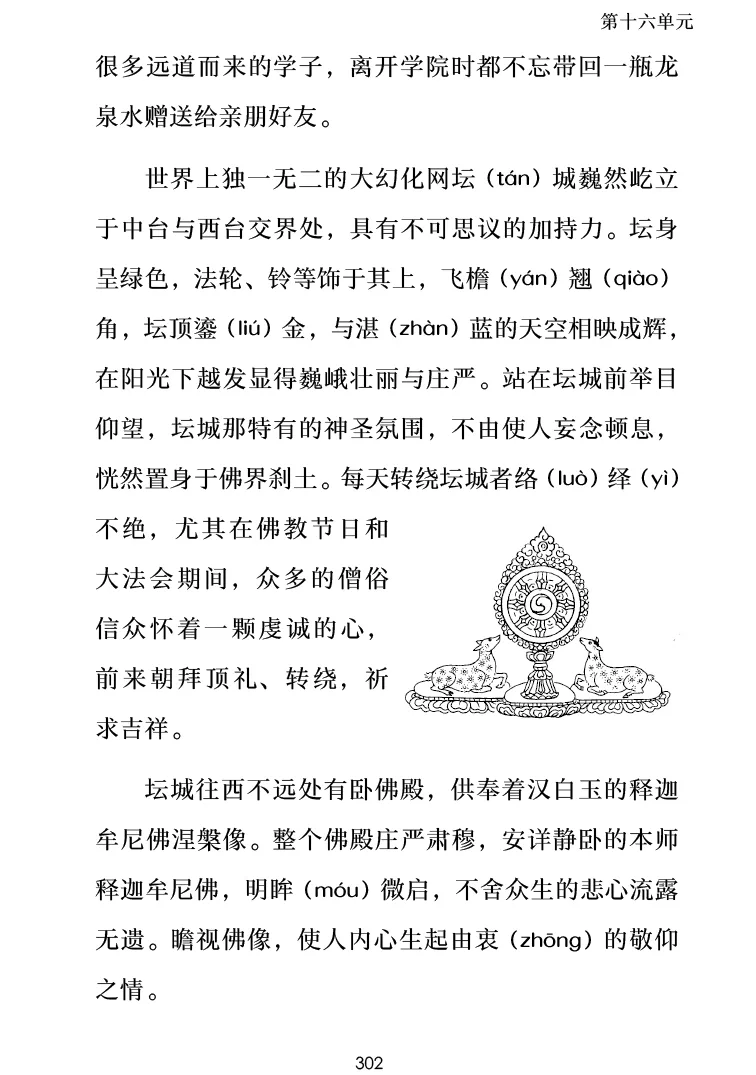 第十六单元
很多远道而来的学子，离开学院时都不忘带回一瓶龙
泉水赠送给亲朋好友。
世界上独一无二的大幻化网坛（tán）城巍然屹立
于中台与西台交界处，具有不可思议的加持力。坛身
呈绿色，法轮、铃等饰于其上，飞檐（yán）翘（qiào）
角，坛顶鎏（liú）金，与湛（zhàn）蓝的天空相映成辉，
在阳光下越发显得巍峨壮丽与庄严。站在坛城前举目
仰望，坛城那特有的神圣氛围，不由使人妄念顿息，
恍然置身于佛界刹土。每天转绕坛城者络（luò）绎（yì）
不绝，尤其在佛教节日和
大法会期间，众多的僧俗
信众怀着一颗虔诚的心，
前来朝拜顶礼、转绕，祈
求吉祥。
坛城往西不远处有卧佛殿，供奉着汉白玉的释迦
牟尼佛涅槃像。整个佛殿庄严肃穆，安详静卧的本师
释迦牟尼佛，明眸（móu）微启，不舍众生的悲心流露
无遗。瞻视佛像，使人内心生起由衷（zhōng）的敬仰
之情。
302